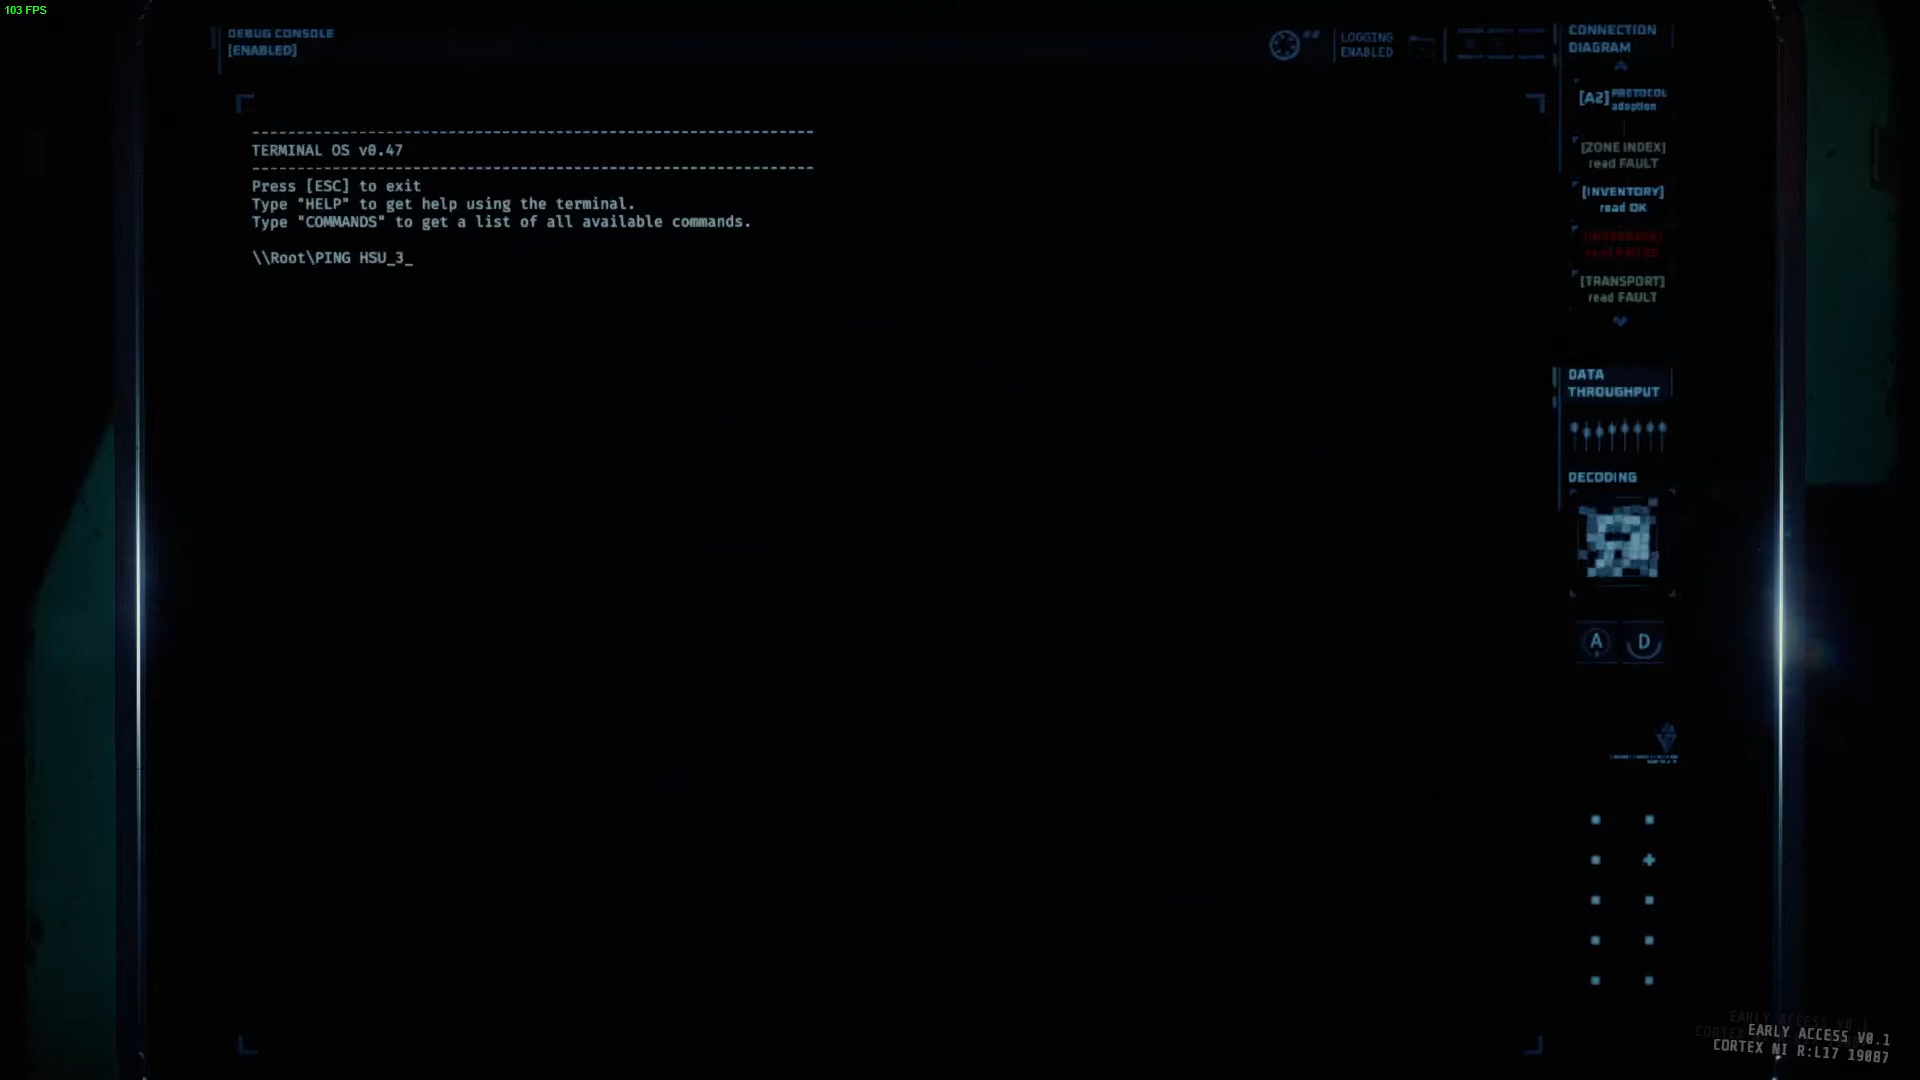 103 FPS
DEBUG CONSOLE
[ENABLED]
LOGGING
ENABLED
CONNECTION
DIAGRAM
[A2] PROTOCOL
adaption
[ZONE INDEX]
read FAULT
[INVENTORY]
read OK
read FAILED
[TRANSPORT]
read FAULT
DATA
THROUGHPUT
DECODING
A D
--------------------------------------------------------------
TERMINAL OS v0.47
--------------------------------------------------------------
Press [ESC] to exit
Type "HELP" to get help using the terminal.
Type "COMMANDS" to get a list of all available commands.
\\Root\PING HSU_3_
EARLY ACCESS V0.1
CORTEX NI R:L17 19087